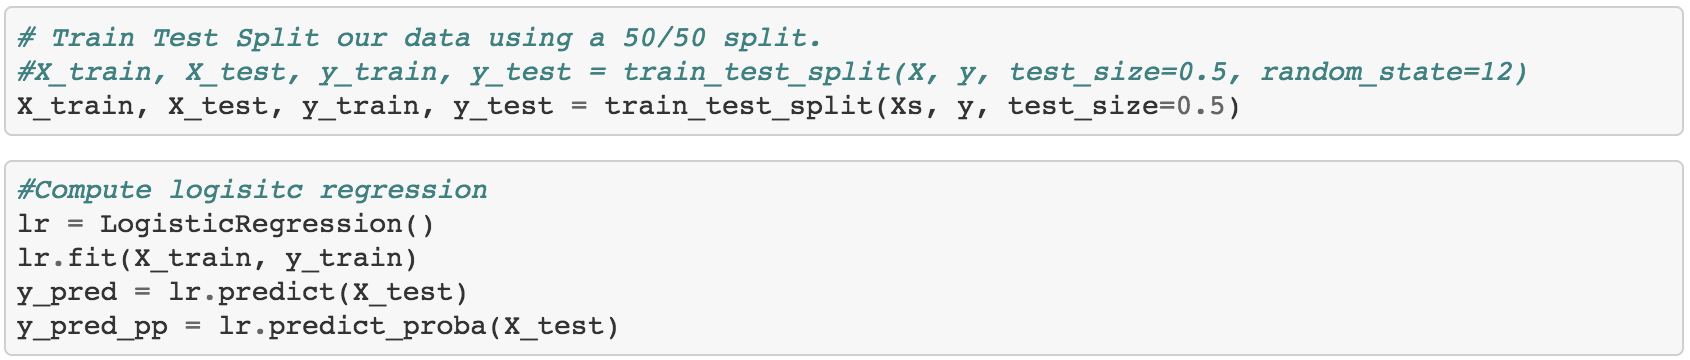 # Train Test Split our data using a 50/50 split.
#X_train, X_test, y_train, y_test = train_test_split(X, y, test_size=0.5, random_state=12)
X_train, X_test, y_train, y_test = train_test_split(Xs, y, test_size=0.5)
#Compute logisitc regression
lr = LogisticRegression()
lr.fit(X_train, y_train)
y_pred = lr.predict(X_test)
y_pred_pp = lr.predict_proba(X_test)